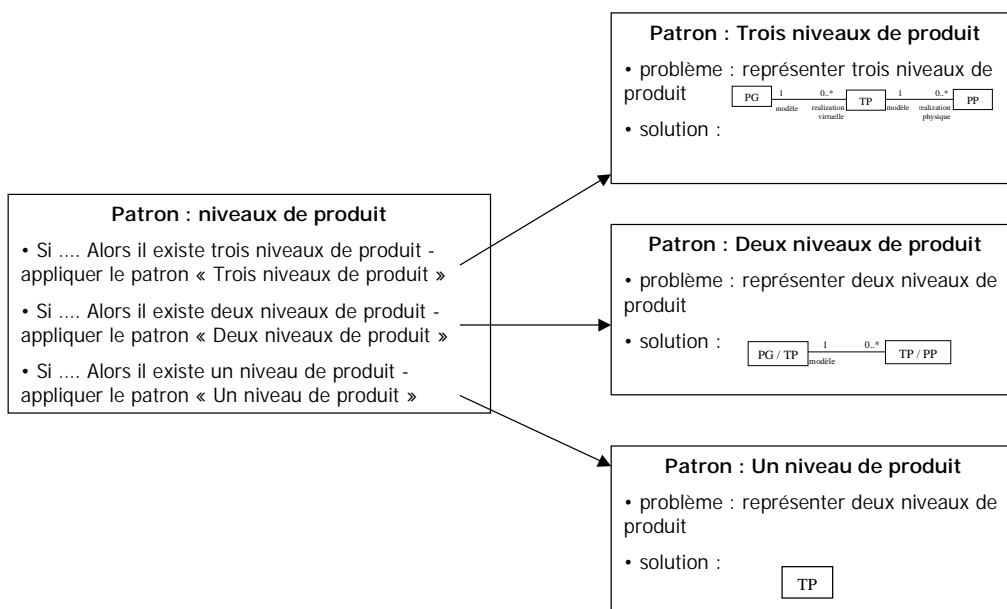 Patron : niveaux de produit
• Si .... Alors il existe trois niveaux de produit -
appliquer le patron « Trois niveaux de produit »
• Si .... Alors il existe deux niveaux de produit -
appliquer le patron « Deux niveaux de produit »
• Si .... Alors il existe un niveau de produit -
appliquer le patron « Un niveau de produit »
Patron : Trois niveaux de produit
• problème : représenter trois niveaux de
produit
PG 1 0..* TP 1 0..* PP
modèle realization modèle realization
virtuelle physique
• solution :
Patron : Deux niveaux de produit
• problème : représenter deux niveaux de
produit
• solution :
PG / TP 1 0..* TP / PP
modèle
Patron : Un niveau de produit
• problème : représenter deux niveaux de
produit
• solution :
TP